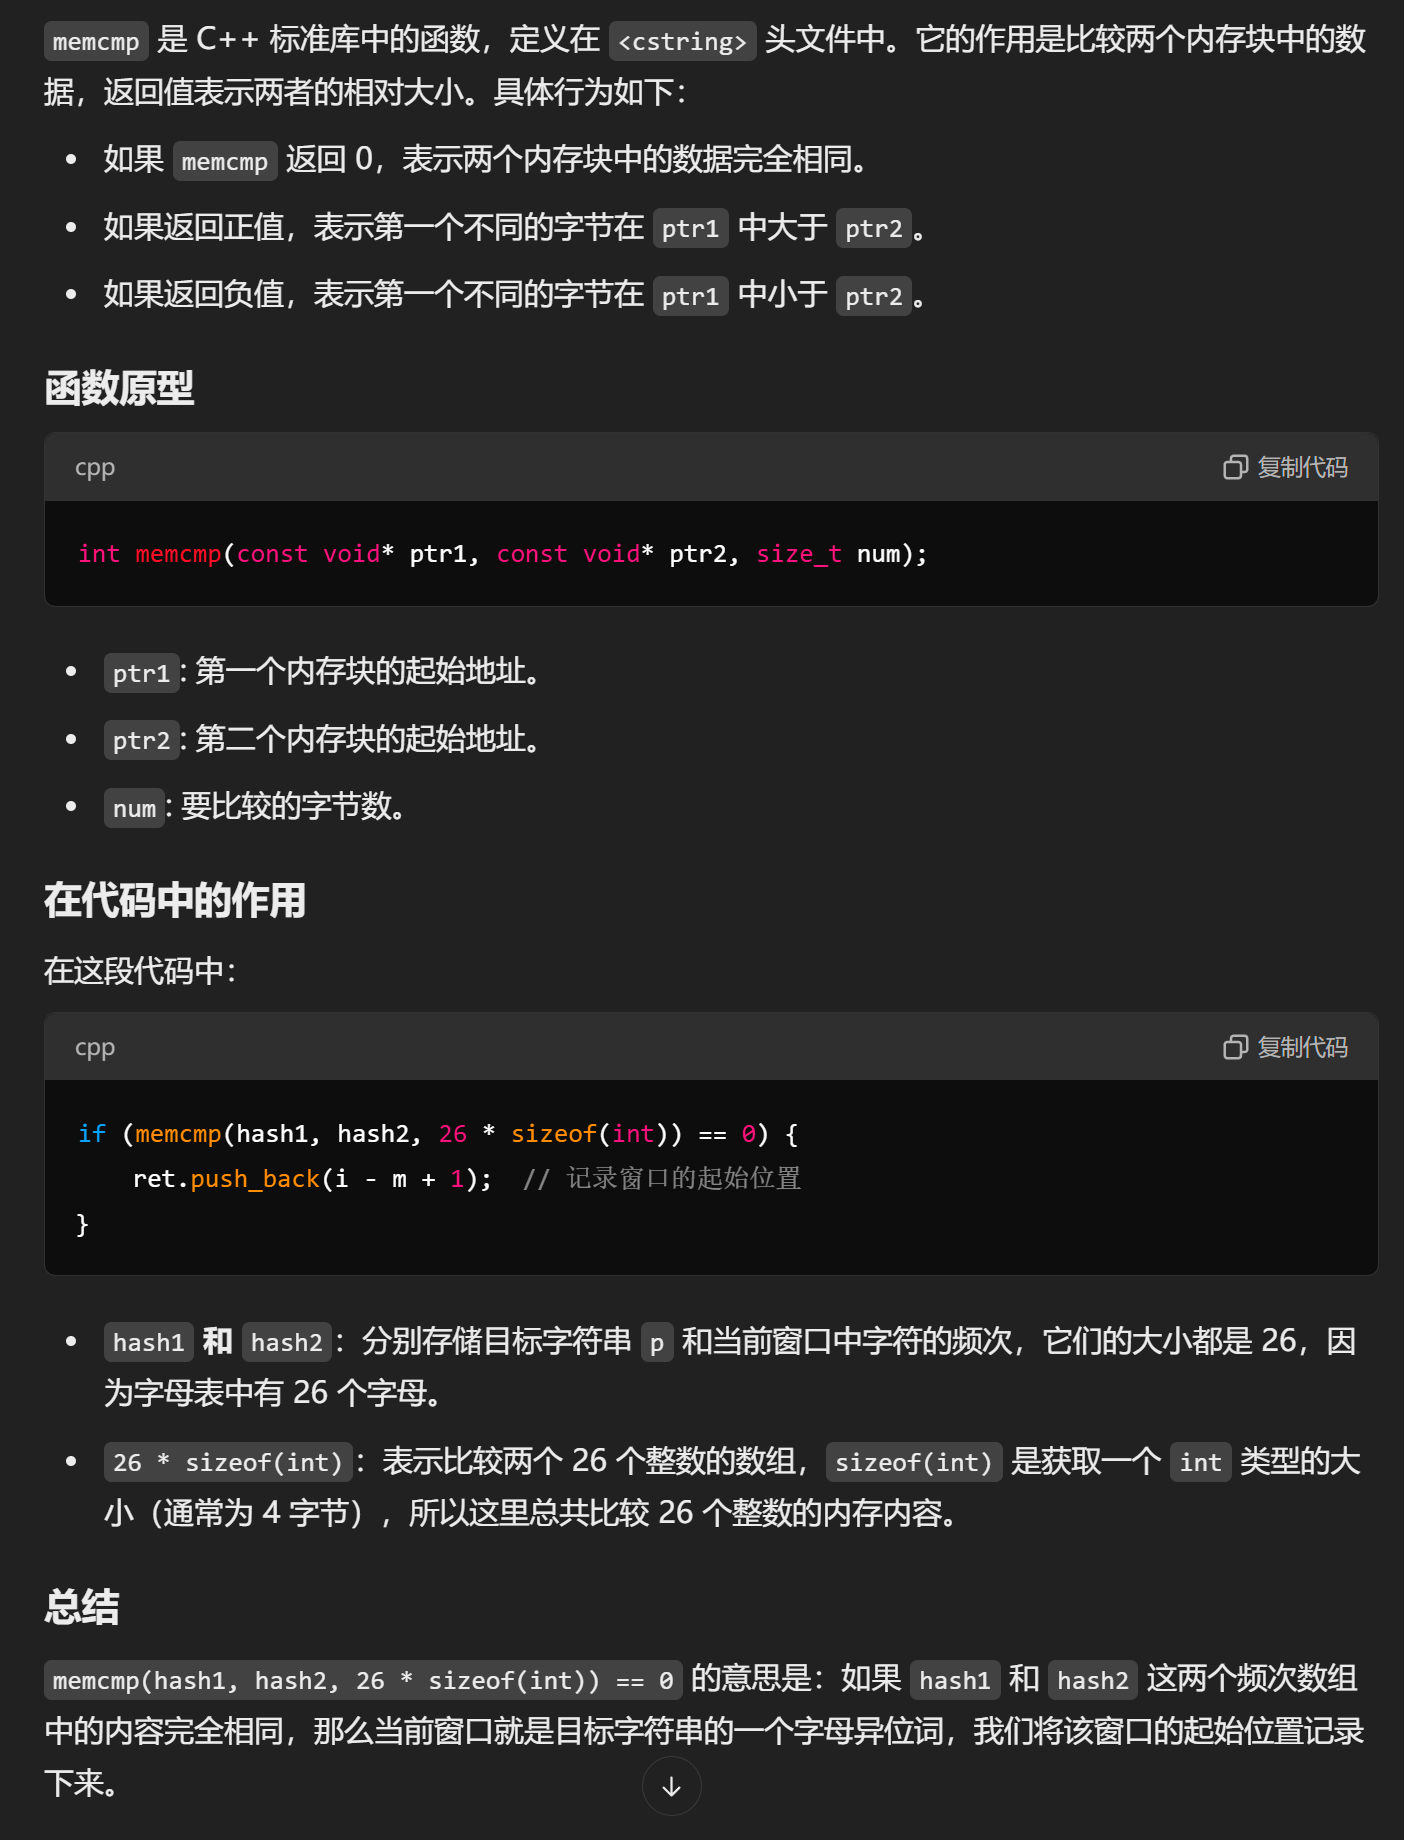 memcmp 是 C++ 标准库中的函数，定义在 <cstring> 头文件中。它的作用是比较两个内存块中的数
据，返回值表示两者的相对大小。具体行为如下：
• 如果 memcmp 返回 0，表示两个内存块中的数据完全相同。
• 如果返回正值，表示第一个不同的字节在 ptr1 中大于 ptr2。
• 如果返回负值，表示第一个不同的字节在 ptr1 中小于 ptr2。
函数原型
cpp 复制代码
int memcmp(const void* ptr1, const void* ptr2, size_t num);
• ptr1: 第一个内存块的起始地址。
• ptr2: 第二个内存块的起始地址。
• num: 要比较的字节数。
在代码中的作用
在这段代码中：
cpp 复制代码
if (memcmp(hash1, hash2, 26 * sizeof(int)) == 0) {
    ret.push_back(i - m + 1);  // 记录窗口的起始位置
}
• hash1 和 hash2：分别存储目标字符串 p 和当前窗口中字符的频次，它们的大小都是 26，因
为字母表中有 26 个字母。
• 26 * sizeof(int)：表示比较两个 26 个整数的数组，sizeof(int) 是获取一个 int 类型的大
小（通常为 4 字节），所以这里总共比较 26 个整数的内存内容。
总结
memcmp(hash1, hash2, 26 * sizeof(int)) == 0 的意思是：如果 hash1 和 hash2 这两个频次数组
中的内容完全相同，那么当前窗口就是目标字符串的一个字母异位词，我们将该窗口的起始位置记录
下来。